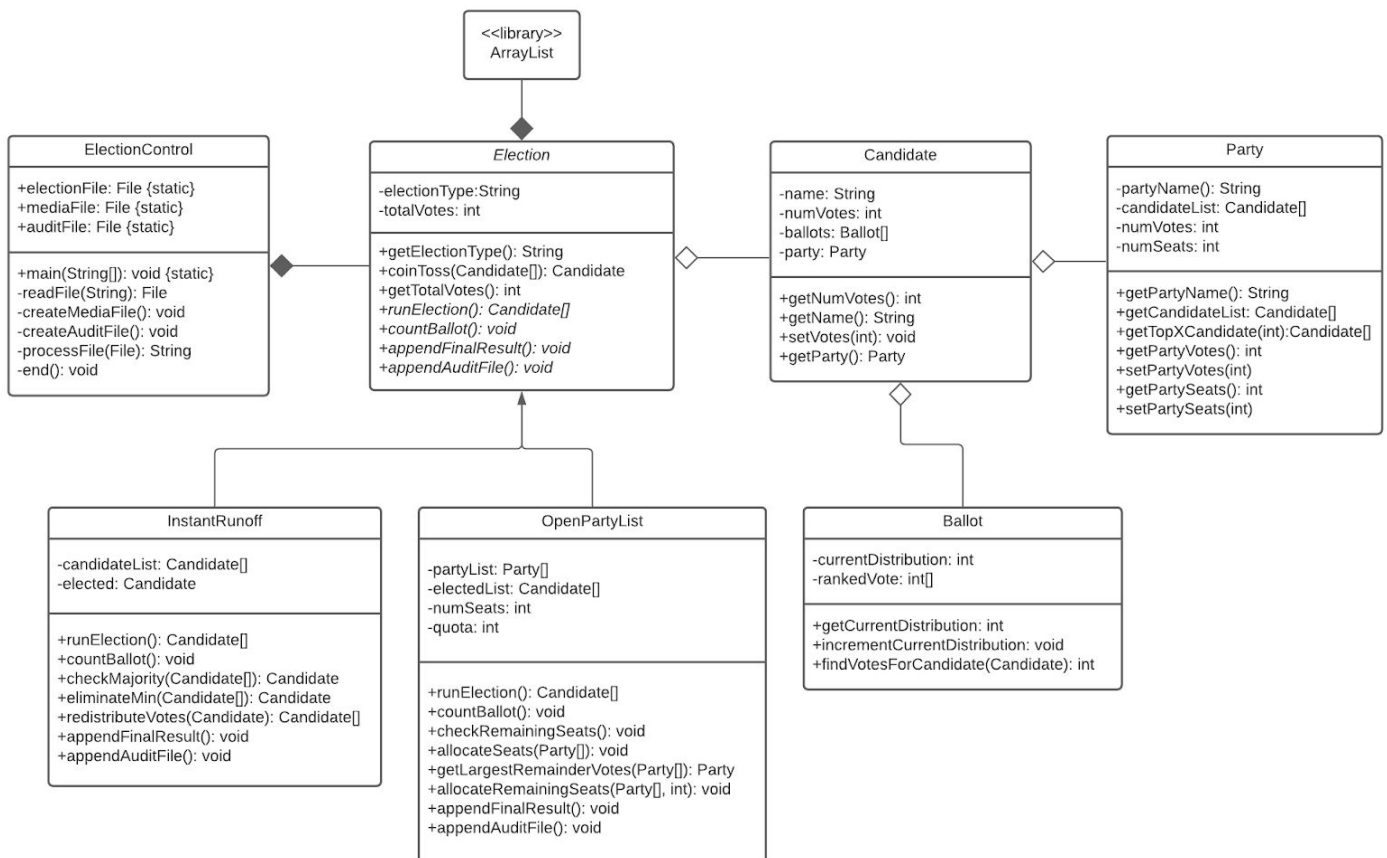 <<library>>
ArrayList
ElectionControl
+electionFile: File {static}
+mediaFile: File {static}
+auditFile: File {static}
+main(String[]): void {static}
-readFile(String): File
-createMediaFile(): void
-createAuditFile(): void
-processFile(File): String
-end(): void
Election
-electionType:String
-totalVotes: int
+getElectionType(): String
+coinToss(Candidate[]): Candidate
+getTotalVotes(): int
+runElection(): Candidate[]
+countBallot(): void
+appendFinalResult(): void
+appendAuditFile(): void
Candidate
-name: String
-numVotes: int
-ballots: Ballot[]
-party: Party
+getNumVotes(): int
+getName(): String
+setVotes(int): void
+getParty(): Party
Party
-partyName(): String
-candidateList: Candidate[]
-numVotes: int
-numSeats: int
+getPartyName(): String
+getCandidateList: Candidate[]
+getTopXCandidate(int):Candidate[]
+getPartyVotes(): int
+setPartyVotes(int)
+getPartySeats(): int
+setPartySeats(int)
InstantRunoff
-candidateList: Candidate[]
-elected: Candidate
+runElection(): Candidate[]
+countBallot(): void
+checkMajority(Candidate[]): Candidate
+eliminateMin(Candidate[]): Candidate
+redistributeVotes(Candidate): Candidate[]
+appendFinalResult(): void
+appendAuditFile(): void
OpenPartyList
-partyList: Party[]
-electedList: Candidate[]
-numSeats: int
-quota: int
+runElection(): Candidate[]
+countBallot(): void
+checkRemainingSeats(): void
+allocateSeats(Party[]): void
+getLargestRemainderVotes(Party[]): Party
+allocateRemainingSeats(Party[], int): void
+appendFinalResult(): void
+appendAuditFile(): void
Ballot
-currentDistribution: int
-rankedVote: int[]
+getCurrentDistribution: int
+incrementCurrentDistribution: void
+findVotesForCandidate(Candidate): int